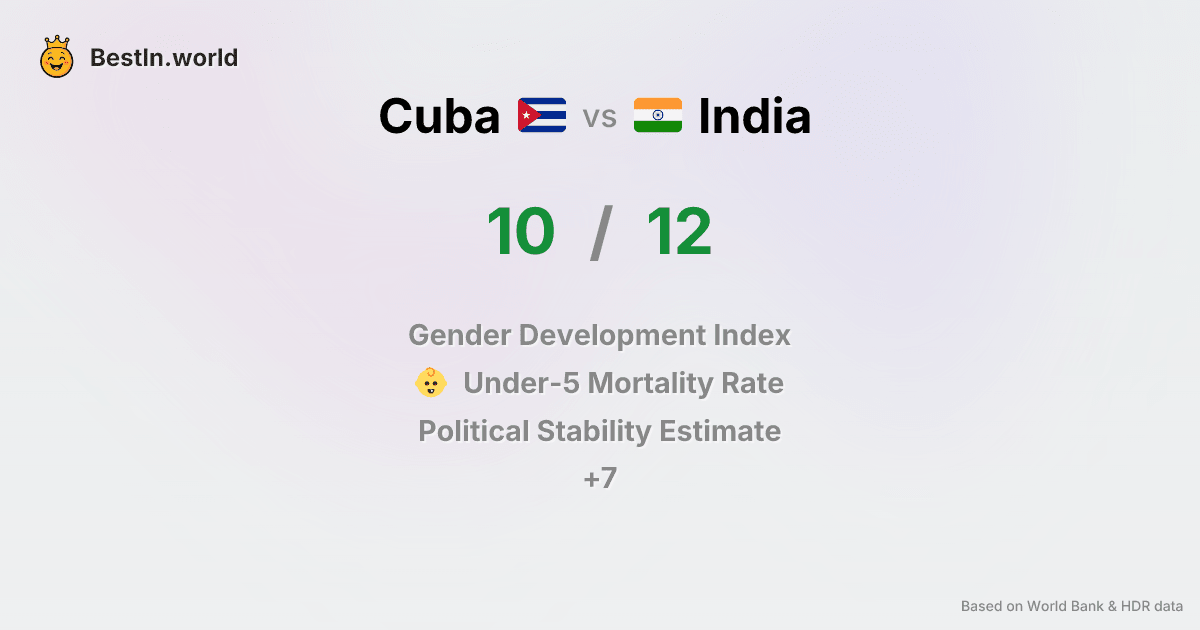 BestIn.world
Cuba vs India
10 / 12
Gender Development Index
Under-5 Mortality Rate
Political Stability Estimate
+7
Based on World Bank & HDR data